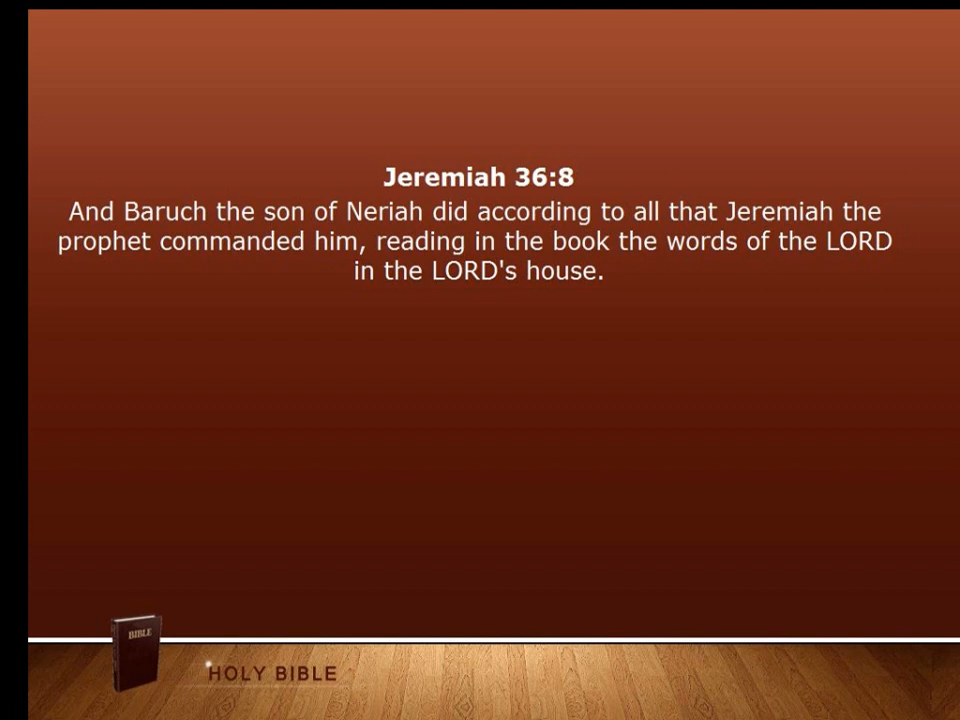 Jeremiah 36:8
And Baruch the son of Neriah did according to all that Jeremiah the
prophet commanded him, reading in the book the words of the LORD
in the LORD's house.
BIBLE
HOLY BIBLE